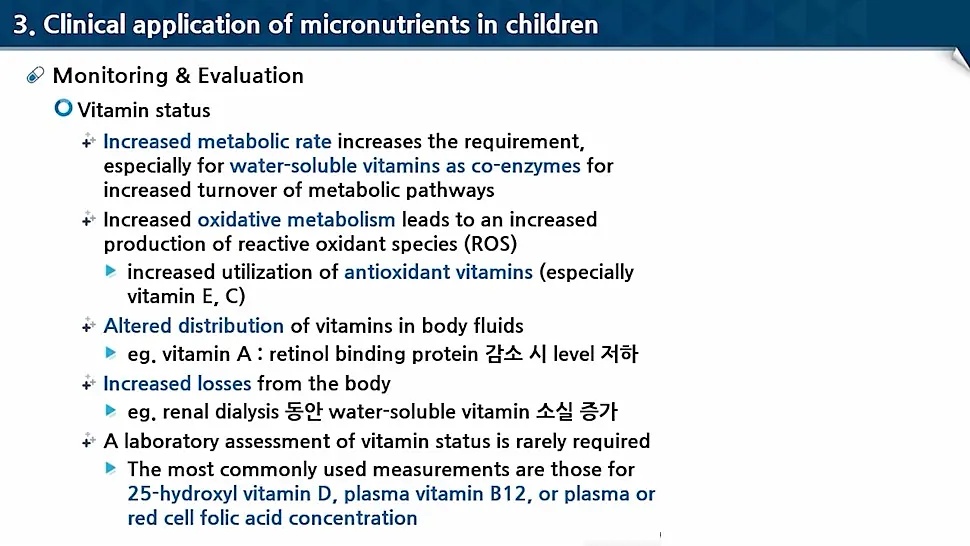 3. Clinical application of micronutrients in children
Monitoring & Evaluation
Vitamin status
Increased metabolic rate increases the requirement,
especially for water-soluble vitamins as co-enzymes for
increased turnover of metabolic pathways
Increased oxidative metabolism leads to an increased
production of reactive oxidant species (ROS)
increased utilization of antioxidant vitamins (especially
vitamin E, C)
Altered distribution of vitamins in body fluids
eg. vitamin A : retinol binding protein 감소 시 level 저하
Increased losses from the body
eg. renal dialysis 동안 water-soluble vitamin 소실 증가
A laboratory assessment of vitamin status is rarely required
The most commonly used measurements are those for
25-hydroxyl vitamin D, plasma vitamin B12, or plasma or
red cell folic acid concentration